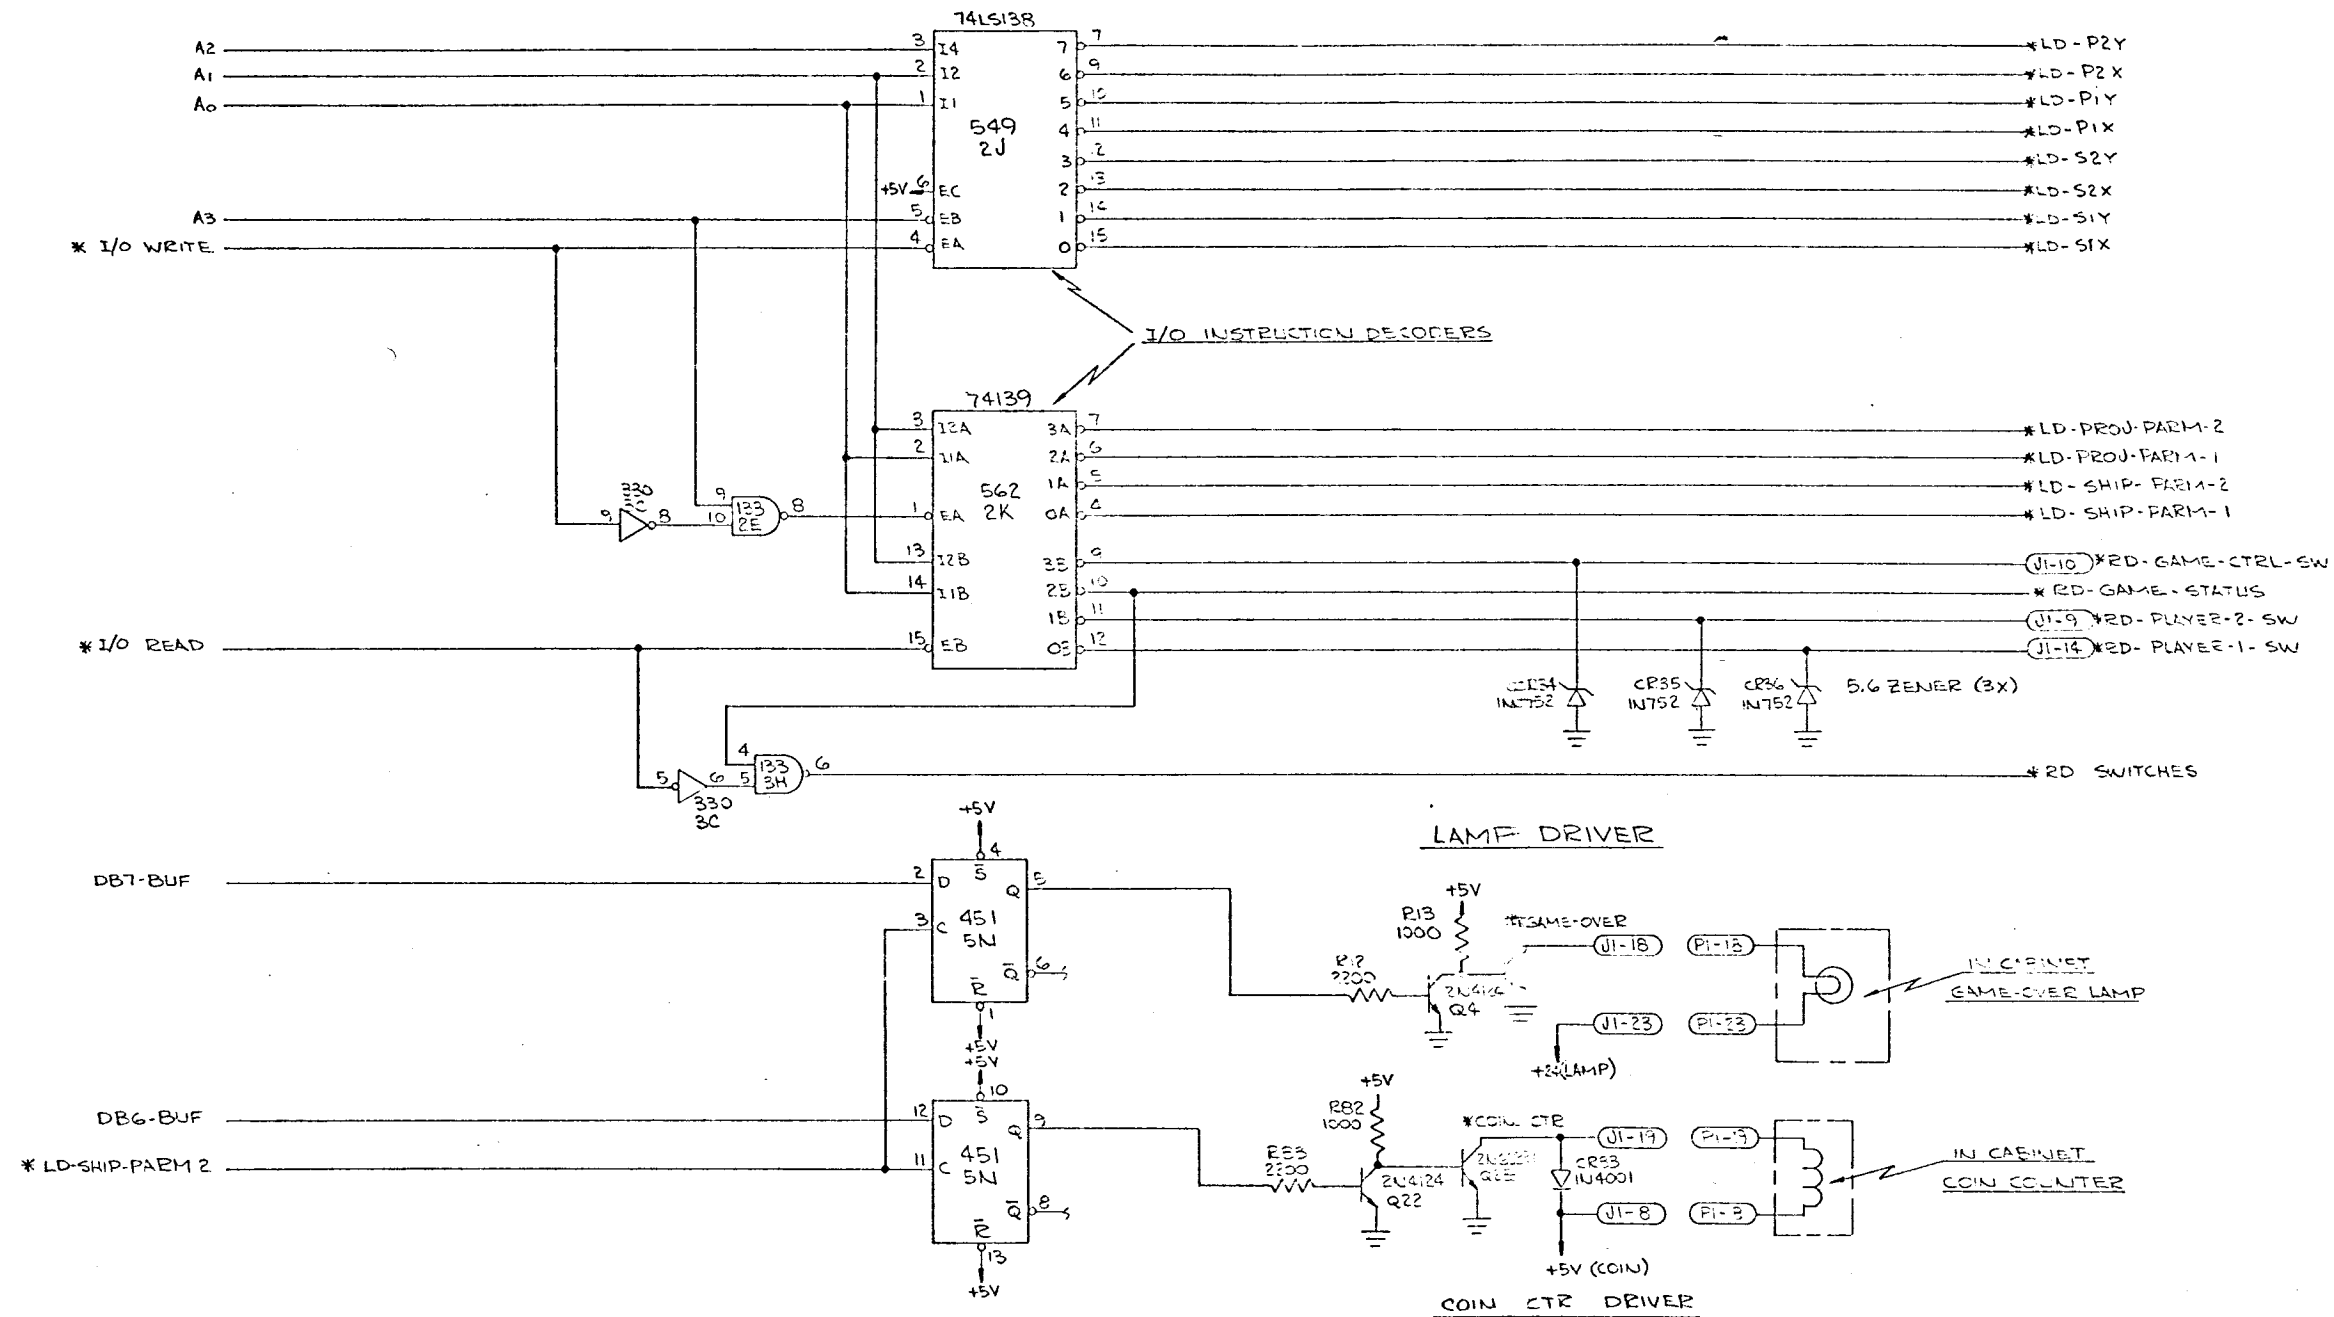 74LS138
A2
3
I4
7
7
*LD-P2Y
A1
2
I2
6
9
*LD-P2X
A0
1
I1
5
10
*LD-P1Y
549
2J
4
11
*LD-P1X
3
12
*LD-S2Y
+5V
6
EC
2
13
*LD-S2X
A3
5
EB
1
14
*LD-S1Y
* I/O WRITE
4
EA
0
15
*LD-S1X
I/O INSTRUCTION DECODERS
74139
3
I2A
3A
7
*LD-PROJ-PARM-2
2
I1A
2A
6
*LD-PROJ-PARM-1
562
2K
1A
5
*LD-SHIP-PARM-2
330
9
8
9
10
133
2E
8
1
EA
0A
4
*LD-SHIP-PARM-1
13
I2B
3B
9
J1-10
*RD-GAME-CTRL-SW
14
I1B
2B
10
* RD-GAME-STATUS
1B
11
J1-9
*RD-PLAYER-2-SW
* I/O READ
15
EB
0B
12
J1-14
*RD-PLAYER-1-SW
CR34
1N752
CR35
1N752
CR36
1N752
5.6 ZENER (3X)
5
6
330
3C
4
5
133
3H
6
*RD SWITCHES
LAMP DRIVER
+5V
4
DB7-BUF
2
D
S̅
Q
5
3
C
451
5N
Q̅
6
R̅
1
+5V
R12
2200
R13
1000
+5V
Q4
*GAME-OVER
J1-18
P1-18
J1-23
P1-23
IN CABINET
GAME-OVER LAMP
+5V
10
DB6-BUF
12
D
S̅
Q
9
* LD-SHIP-PARM 2
11
C
451
5N
Q̅
8
R̅
13
+5V
R83
2200
R82
1000
+5V
2N4124
Q22
*COIN CTR
CR33
1N4001
J1-19
P1-19
J1-8
P1-8
+5V (COIN)
IN CABINET
COIN COUNTER
COIN CTR DRIVER